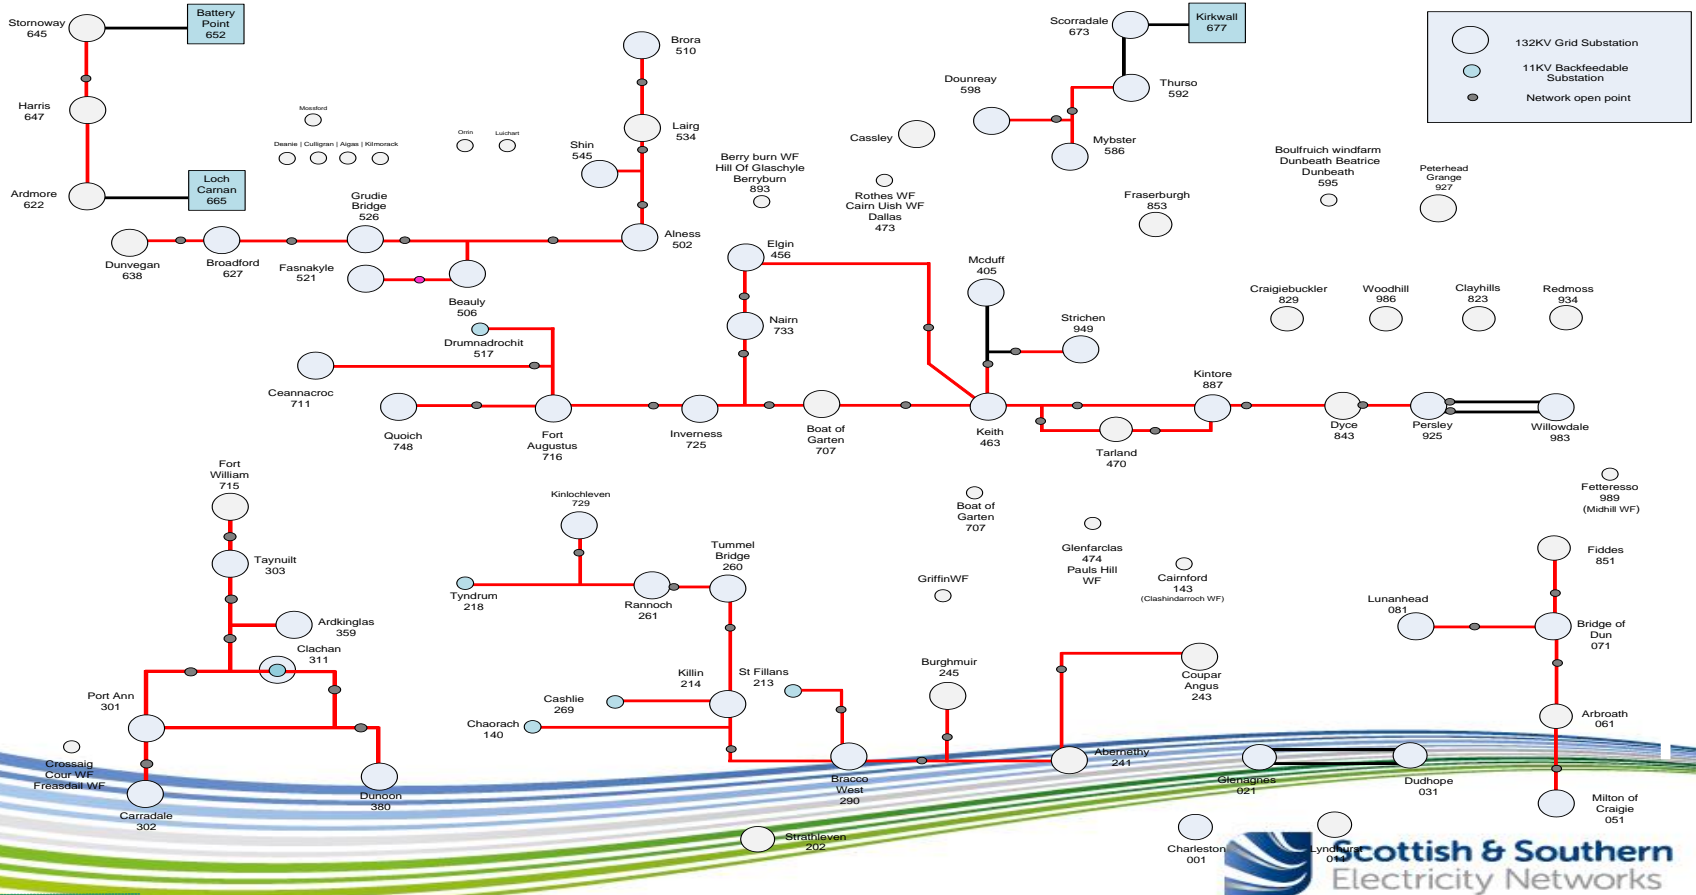 Stornoway
645
Battery
Point
652
Harris
647
Ardmore
622
Loch
Carnan
665
Mossford
Deanie | Culligran | Aigas | Kilmorack
Orrin
Luichart
Brora
510
Lairg
534
Shin
545
Alness
502
Grudie
Bridge
526
Dunvegan
638
Broadford
627
Fasnakyle
521
Beauly
506
Drumnadrochit
517
Ceannacroc
711
Quoich
748
Fort
Augustus
716
Inverness
725
Elgin
456
Nairn
733
Boat of
Garten
707
Berry burn WF
Hill Of Glaschyle
Berryburn
893
Cassley
Rothes WF
Cairn Uish WF
Dallas
473
Scorradale
673
Kirkwall
677
Dounreay
598
Thurso
592
Mybster
586
Fraserburgh
853
Boulfruich windfarm
Dunbeath Beatrice
Dunbeath
595
Peterhead
Grange
927
132KV Grid Substation
11KV Backfeedable
Substation
Network open point
Mcduff
405
Strichen
949
Keith
463
Tarland
470
Kintore
887
Craigiebuckler
829
Woodhill
986
Clayhills
823
Redmoss
934
Dyce
843
Persley
925
Willowdale
983
Fetteresso
989
(Midhill WF)
Fort
William
715
Taynuilt
303
Ardkinglas
359
Clachan
311
Port Ann
301
Crossaig
Cour WF
Freasdail WF
Carradale
302
Dunoon
380
Kinlochleven
729
Tyndrum
218
Rannoch
261
Tummel
Bridge
260
Killin
214
St Fillans
213
Cashlie
269
Chaorach
140
Bracco
West
290
Burghmuir
245
Abernethy
241
GriffinWF
Boat of
Garten
707
Glenfarclas
474
Pauls Hill
WF
Cairnford
143
(Clashindarroch WF)
Coupar
Angus
243
Fiddes
851
Lunanhead
081
Bridge of
Dun
071
Arbroath
061
Milton of
Craigie
051
Glenagnes
021
Dudhope
031
Strathleven
202
Charleston
001
Lyndhurst
011
Scottish & Southern
Electricity Networks